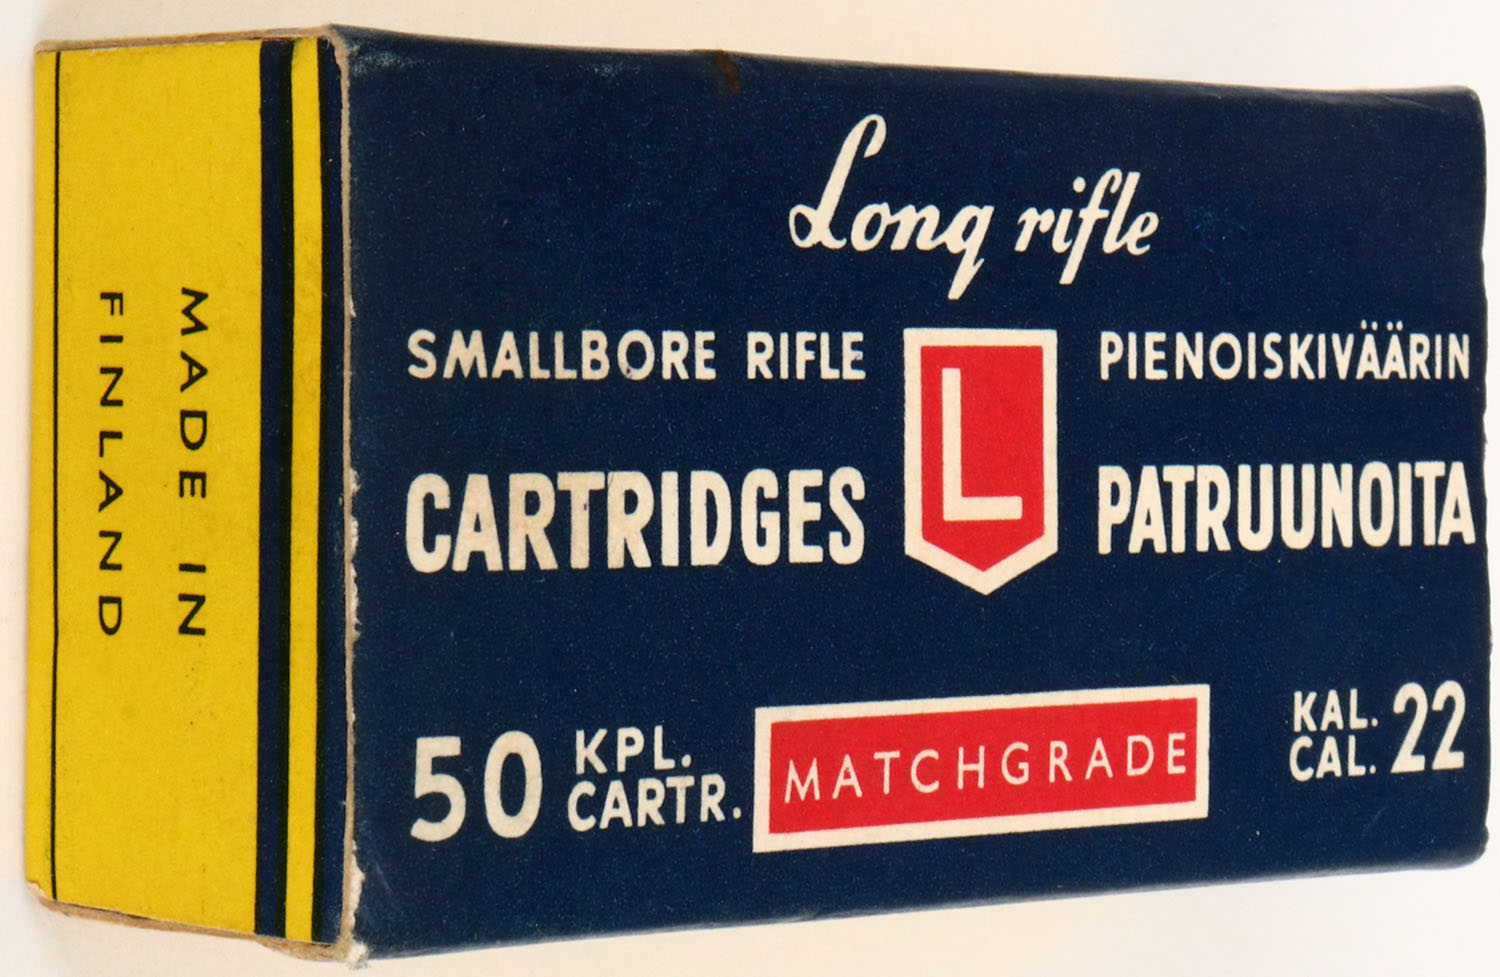 MADE IN
FINLAND
Long rifle
SMALLBORE RIFLE
CARTRIDGES
L
PIENOISKIVÄÄRIN
PATRUUNOITA
50 KPL.
CARTR.
MATCHGRADE
KAL.
CAL. 22